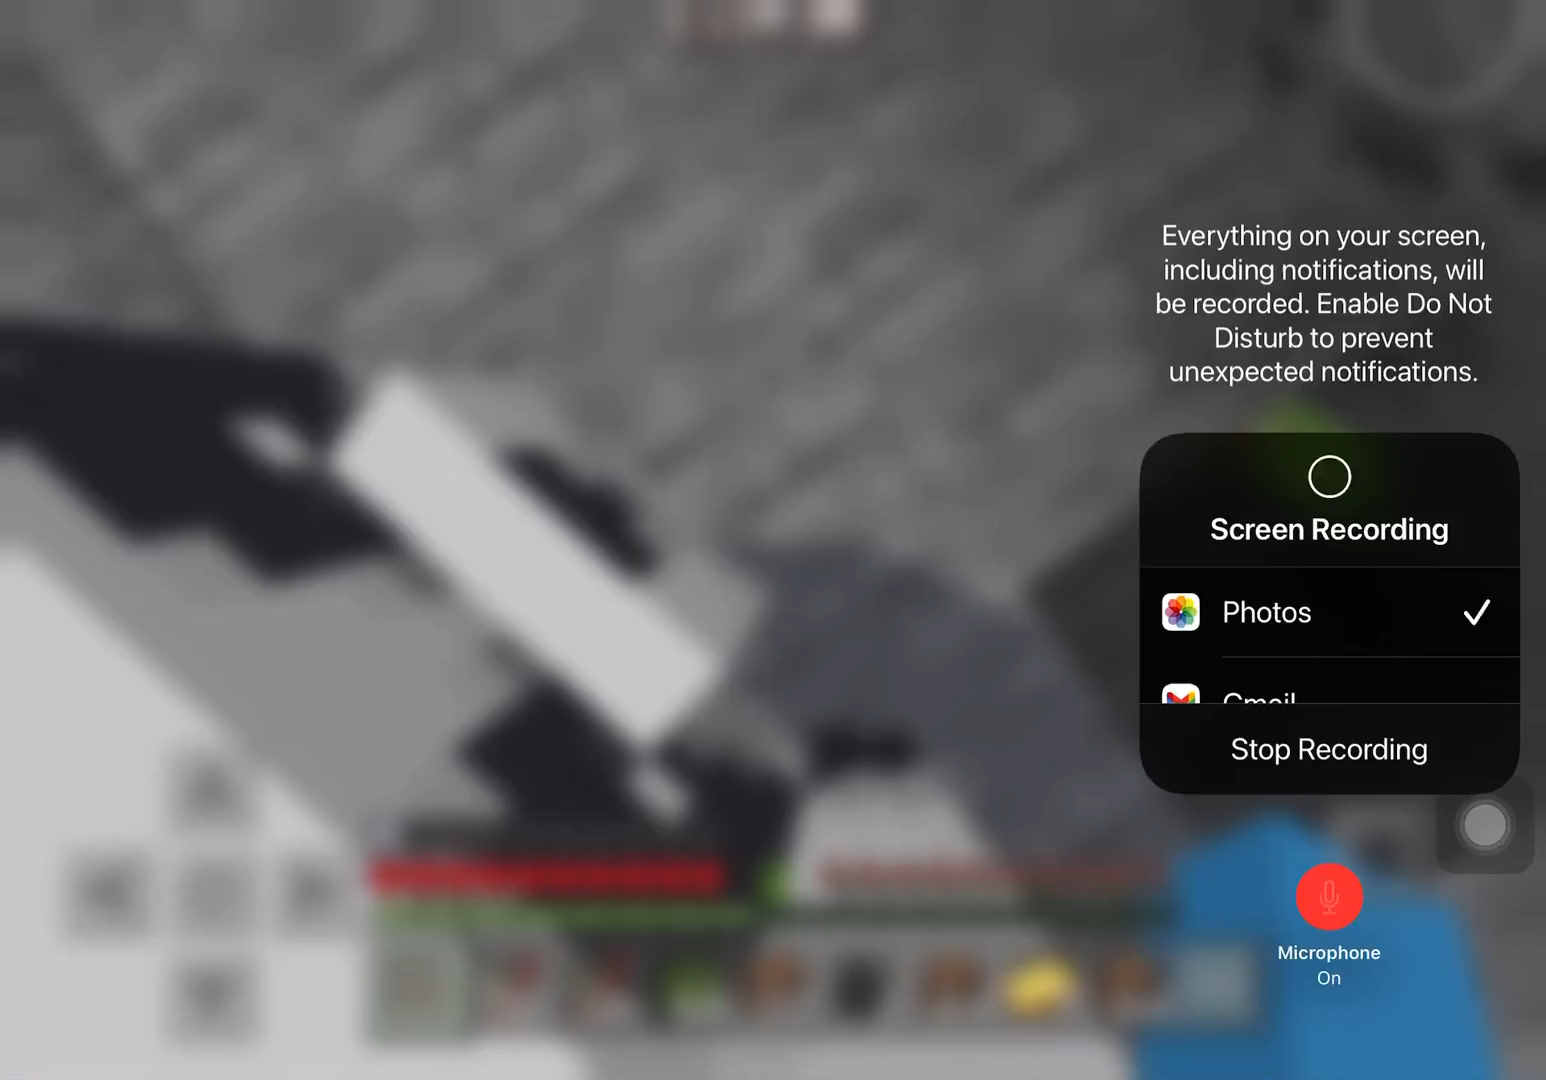 Everything on your screen,
including notifications, will
be recorded. Enable Do Not
Disturb to prevent
unexpected notifications.
Screen Recording
Photos
Gmail
Stop Recording
Microphone
On